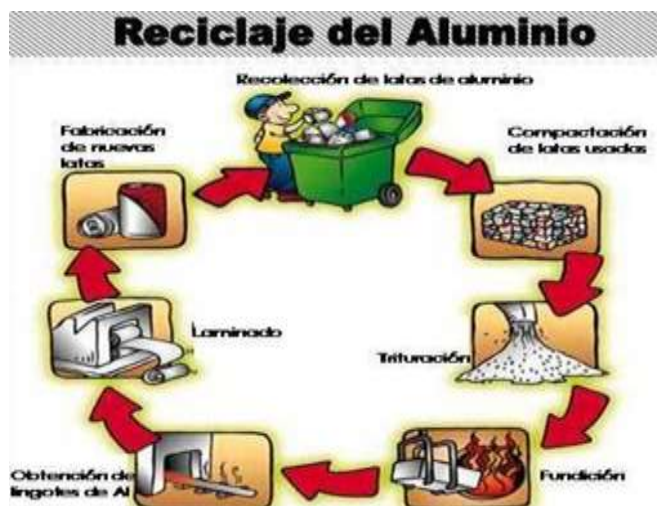 Reciclaje del Aluminio
Recolección de latas de aluminio
Compactación
de latas usadas
Trituración
Fundición
Obtención de
lingotes de Al
Laminado
Fabricación
de nuevas
latas